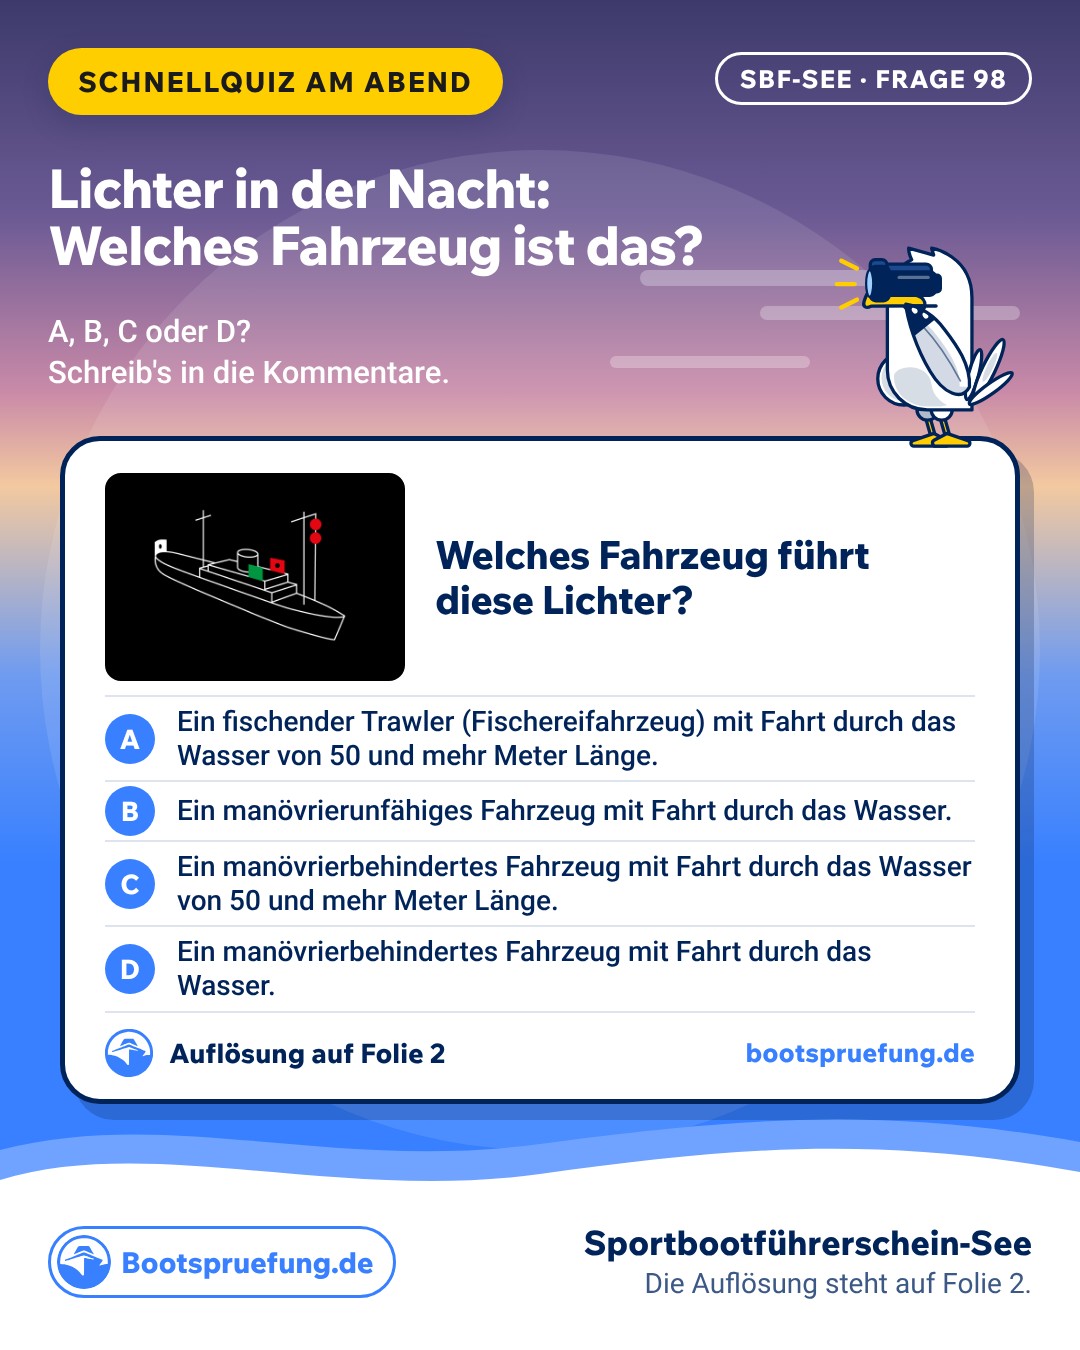 SCHNELLQUIZ AM ABEND
SBF-SEE · FRAGE 98
Lichter in der Nacht:
Welches Fahrzeug ist das?
A, B, C oder D?
Schreib's in die Kommentare.
Welches Fahrzeug führt
diese Lichter?
A
Ein fischender Trawler (Fischereifahrzeug) mit Fahrt durch das
Wasser von 50 und mehr Meter Länge.
B
Ein manövrierunfähiges Fahrzeug mit Fahrt durch das Wasser.
C
Ein manövrierbehindertes Fahrzeug mit Fahrt durch das Wasser
von 50 und mehr Meter Länge.
D
Ein manövrierbehindertes Fahrzeug mit Fahrt durch das
Wasser.
Auflösung auf Folie 2
bootspruefung.de
Bootspruefung.de
Sportbootführerschein-See
Die Auflösung steht auf Folie 2.